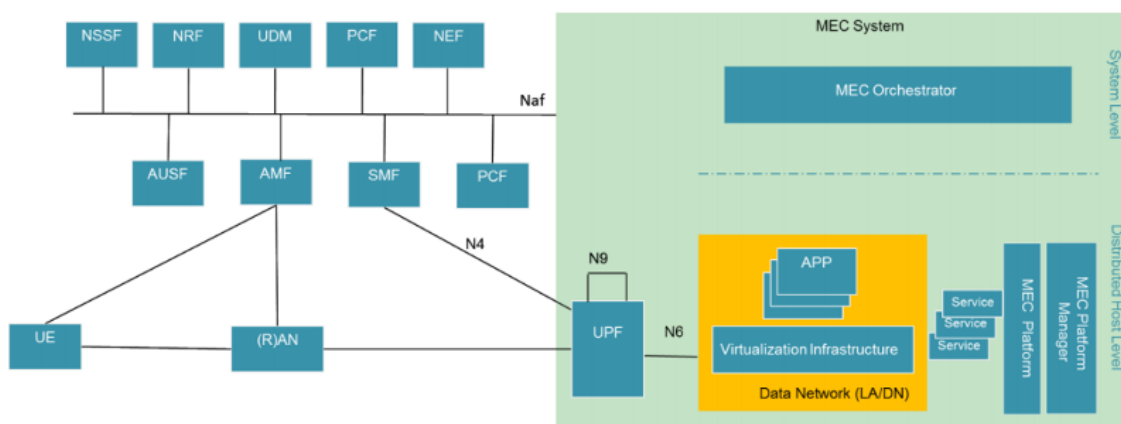 NSSF
NRF
UDM
PCF
NEF
MEC System
MEC Orchestrator
System Level
Naf
AUSF
AMF
SMF
PCF
N4
N9
UE
(R)AN
UPF
N6
APP
Virtualization Infrastructure
Data Network (LA/DN)
Service
Service
Service
MEC Platform
MEC Platform
Manager
Distributed Host Level